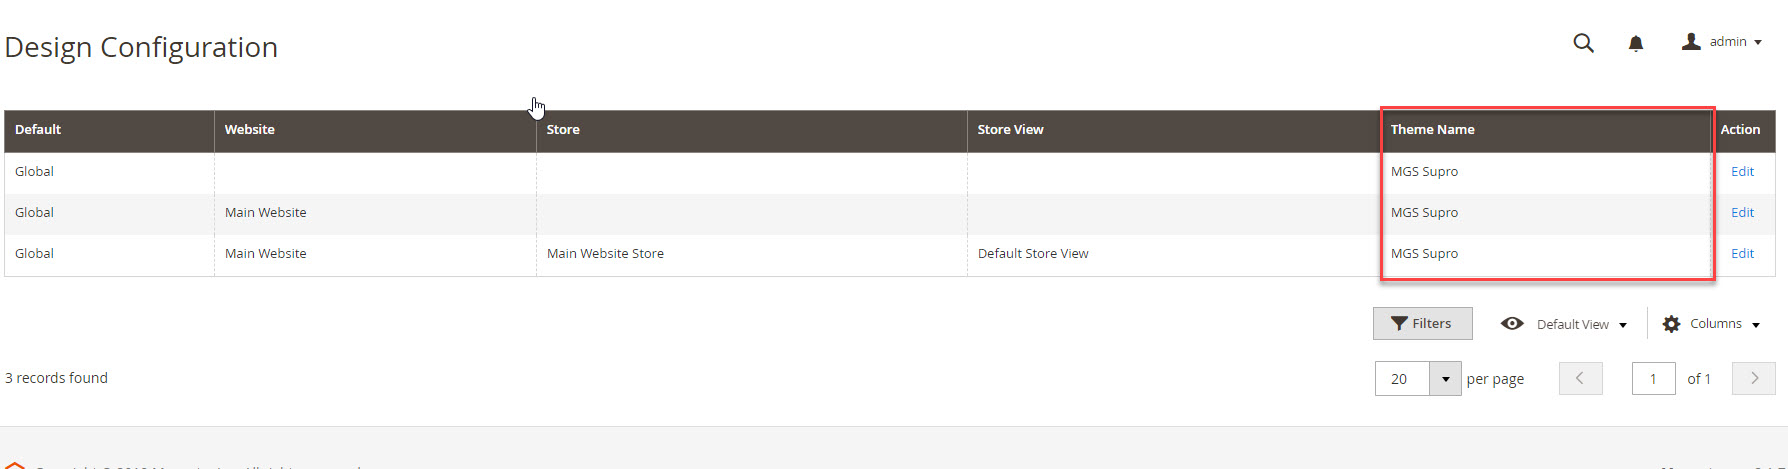 Design Configuration
admin
Default Website Store Store View Theme Name Action
Global MGS Supro Edit
Global Main Website MGS Supro Edit
Global Main Website Main Website Store Default Store View MGS Supro Edit
Filters Default View Columns
3 records found 20 per page 1 of 1